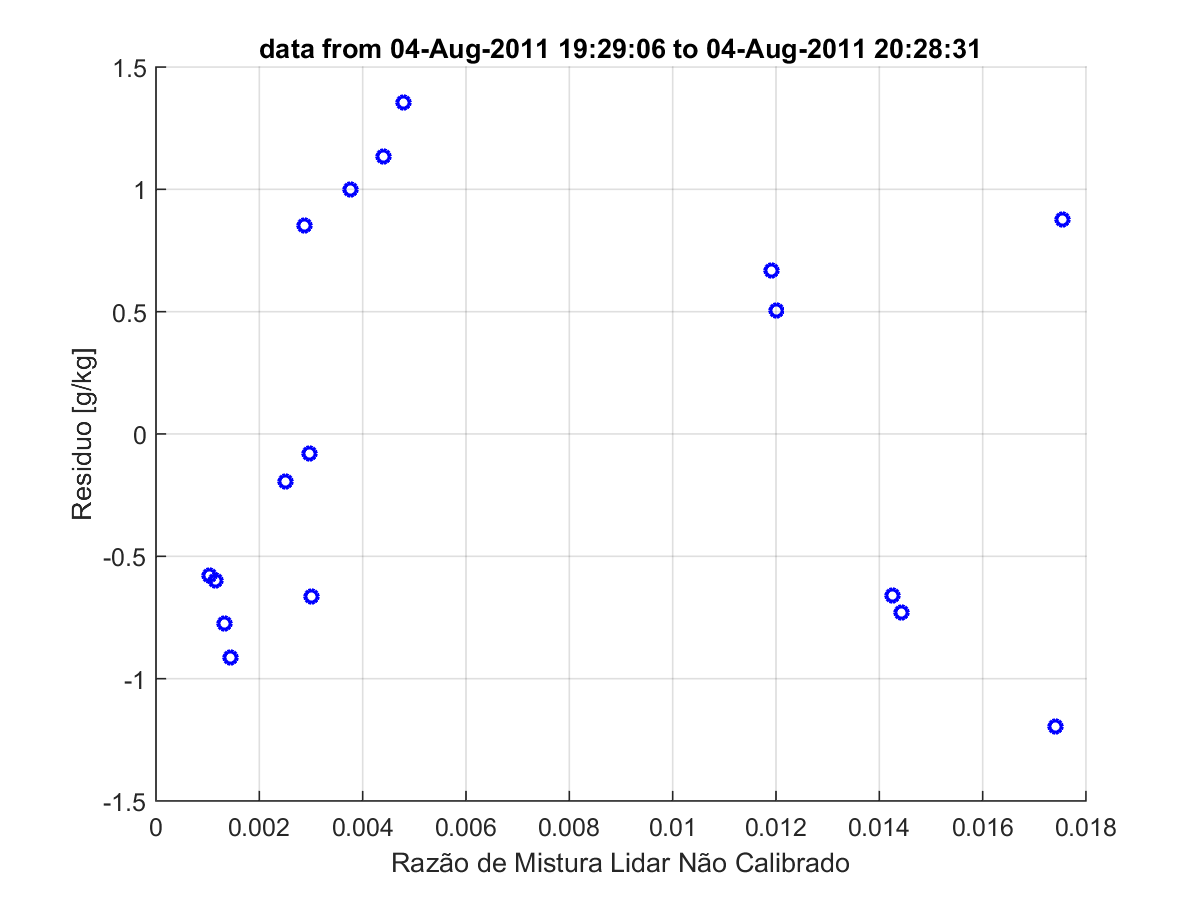 data from 04-Aug-2011 19:29:06 to 04-Aug-2011 20:28:31
1.5
1
0.5
0
-0.5
-1
-1.5
Residuo [g/kg]
0 0.002 0.004 0.006 0.008 0.01 0.012 0.014 0.016 0.018
Razão de Mistura Lidar Não Calibrado